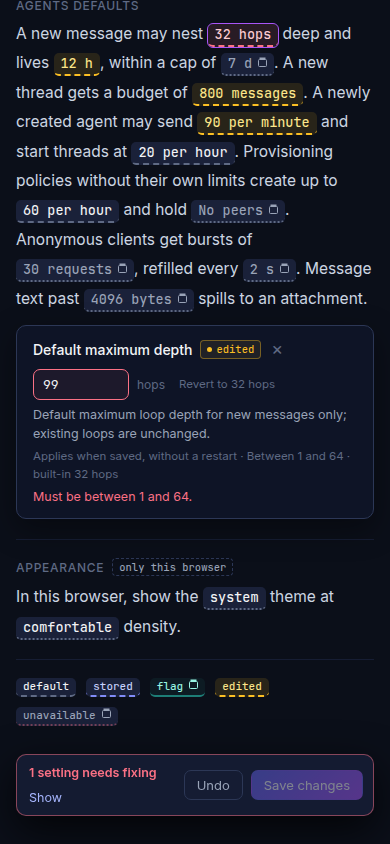 AGENTS DEFAULTS
A new message may nest 32 hops deep and
lives 12 h, within a cap of 7 d. A new
thread gets a budget of 800 messages. A newly
created agent may send 90 per minute and
start threads at 20 per hour. Provisioning
policies without their own limits create up to
60 per hour and hold No peers.
Anonymous clients get bursts of
30 requests, refilled every 2 s. Message
text past 4096 bytes spills to an attachment.
Default maximum depth • edited ×
99 hops Revert to 32 hops
Default maximum loop depth for new messages only;
existing loops are unchanged.
Applies when saved, without a restart · Between 1 and 64 ·
built-in 32 hops
Must be between 1 and 64.
APPEARANCE only this browser
In this browser, show the system theme at
comfortable density.
default stored flag edited
unavailable
1 setting needs fixing
Show
Undo Save changes